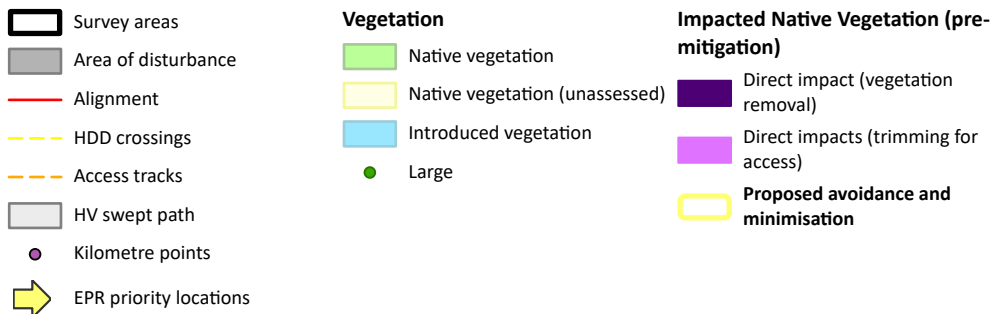 Survey areas
Area of disturbance
Alignment
HDD crossings
Access tracks
HV swept path
Kilometre points
EPR priority locations
Vegetation
Native vegetation
Native vegetation (unassessed)
Introduced vegetation
Large
Impacted Native Vegetation (pre-
mitigation)
Direct impact (vegetation
removal)
Direct impacts (trimming for
access)
Proposed avoidance and
minimisation